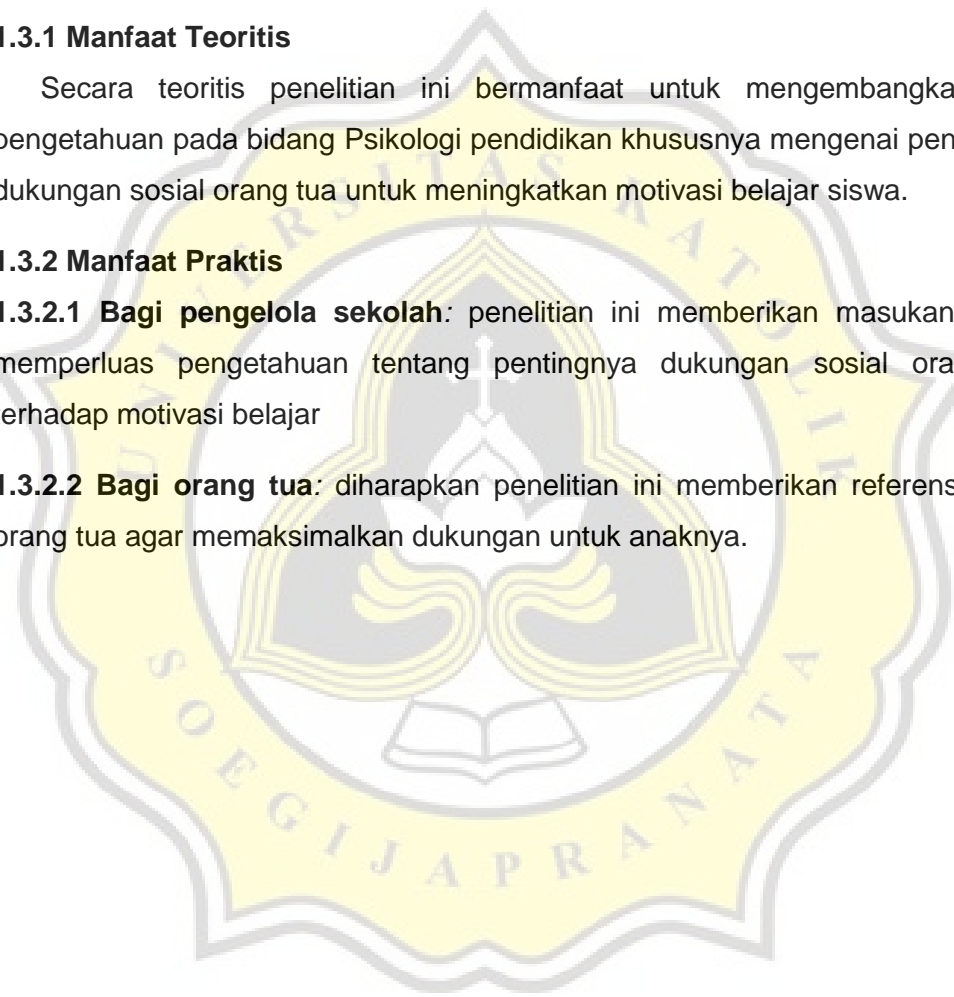 1.3.1 Manfaat Teoritis
Secara teoritis penelitian ini bermanfaat untuk mengembangka
pengetahuan pada bidang Psikologi pendidikan khususnya mengenai pen
dukungan sosial orang tua untuk meningkatkan motivasi belajar siswa.
1.3.2 Manfaat Praktis
1.3.2.1 Bagi pengelola sekolah: penelitian ini memberikan masukan
memperluas pengetahuan tentang pentingnya dukungan sosial ora
terhadap motivasi belajar
1.3.2.2 Bagi orang tua: diharapkan penelitian ini memberikan referens
orang tua agar memaksimalkan dukungan untuk anaknya.
UNIVERSITAS KATOLIK
SOEGIJAPRANATA